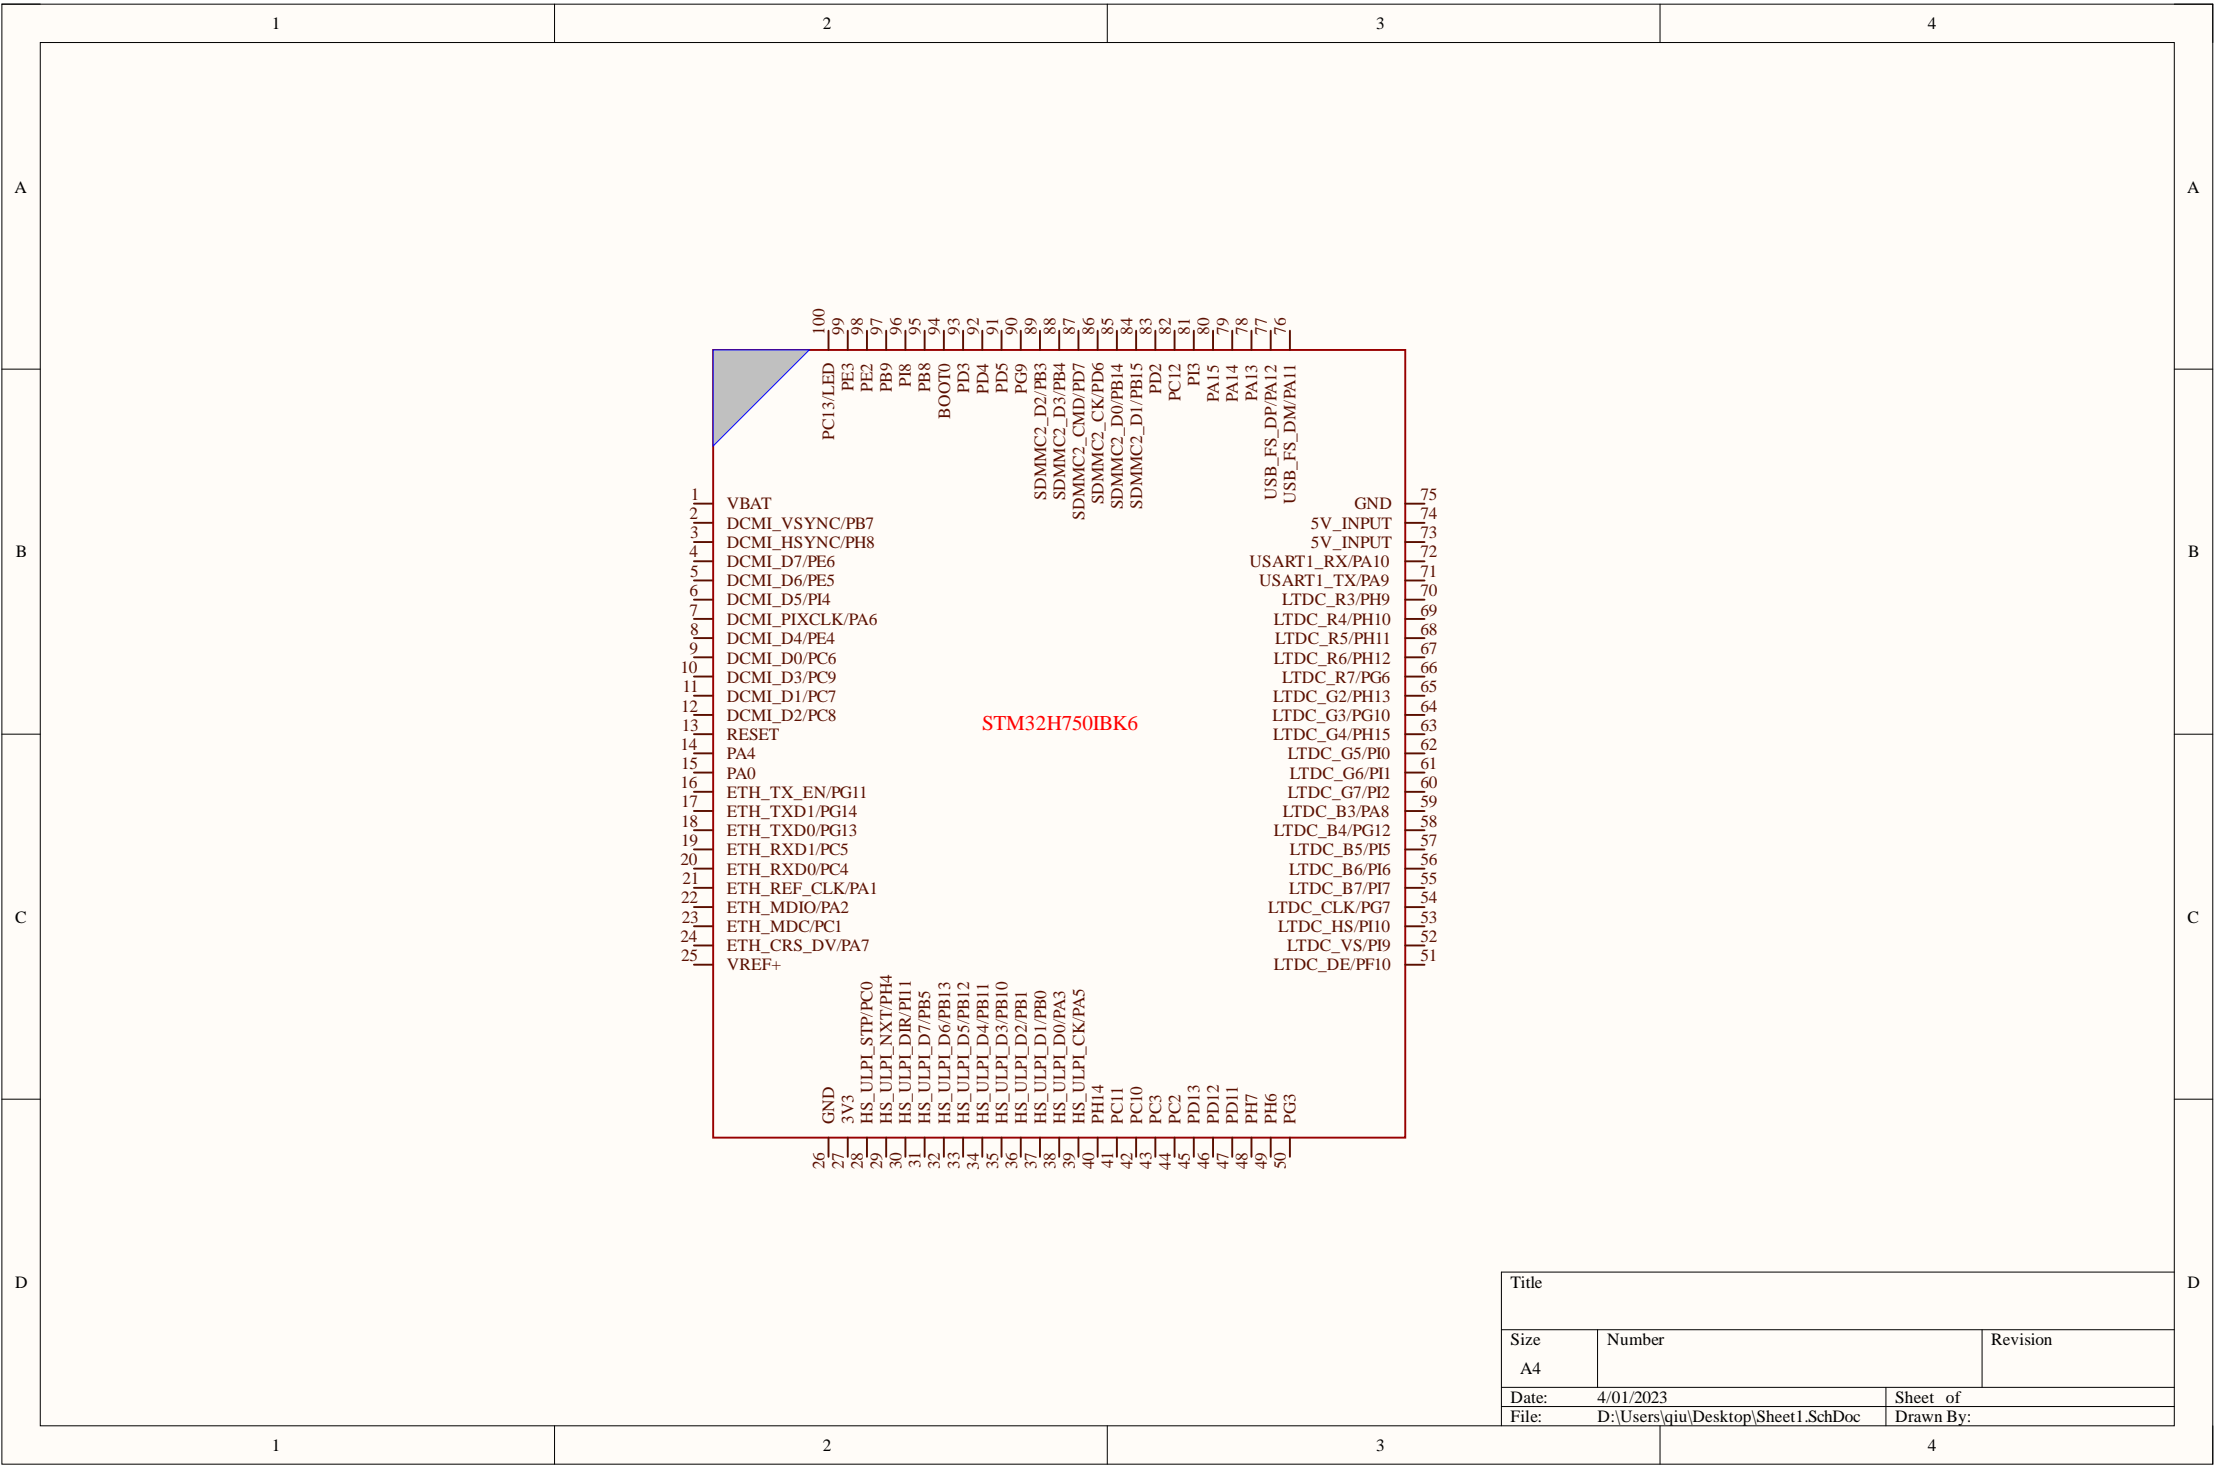 1 2 3 4
A A
B B
C C
D D
100 99 98 97 96 95 94 93 92 91 90 89 88 87 86 85 84 83 82 81 80 79 78 77 76
PC13/LED
PE3
PE2
PB9
PI8
PB8
BOOT0
PD3
PD4
PD5
PG9
SDMMC2_D2/PB3
SDMMC2_D3/PB4
SDMMC2_CMD/PD7
SDMMC2_CK/PD6
SDMMC2_D0/PB14
SDMMC2_D1/PB15
PD2
PC12
PI3
PA15
PA14
PA13
USB_FS_DP/PA12
USB_FS_DM/PA11
1 VBAT
2 DCMI_VSYNC/PB7
3 DCMI_HSYNC/PH8
4 DCMI_D7/PE6
5 DCMI_D6/PE5
6 DCMI_D5/PI4
7 DCMI_PIXCLK/PA6
8 DCMI_D4/PE4
9 DCMI_D0/PC6
10 DCMI_D3/PC9
11 DCMI_D1/PC7
12 DCMI_D2/PC8
13 RESET
14 PA4
15 PA0
16 ETH_TX_EN/PG11
17 ETH_TXD1/PG14
18 ETH_TXD0/PG13
19 ETH_RXD1/PC5
20 ETH_RXD0/PC4
21 ETH_REF_CLK/PA1
22 ETH_MDIO/PA2
23 ETH_MDC/PC1
24 ETH_CRS_DV/PA7
25 VREF+
STM32H750IBK6
GND 75
5V_INPUT 74
5V_INPUT 73
USART1_RX/PA10 72
USART1_TX/PA9 71
LTDC_R3/PH9 70
LTDC_R4/PH10 69
LTDC_R5/PH11 68
LTDC_R6/PH12 67
LTDC_R7/PG6 66
LTDC_G2/PH13 65
LTDC_G3/PG10 64
LTDC_G4/PH15 63
LTDC_G5/PI0 62
LTDC_G6/PI1 61
LTDC_G7/PI2 60
LTDC_B3/PA8 59
LTDC_B4/PG12 58
LTDC_B5/PI5 57
LTDC_B6/PI6 56
LTDC_B7/PI7 55
LTDC_CLK/PG7 54
LTDC_HS/PI10 53
LTDC_VS/PI9 52
LTDC_DE/PF10 51
GND
3V3
HS_ULPI_STP/PC0
HS_ULPI_NXT/PH4
HS_ULPI_DIR/PI11
HS_ULPI_D7/PB5
HS_ULPI_D6/PB13
HS_ULPI_D5/PB12
HS_ULPI_D4/PB11
HS_ULPI_D3/PB10
HS_ULPI_D2/PB1
HS_ULPI_D1/PB0
HS_ULPI_D0/PA3
HS_ULPI_CK/PA5
PH14
PC11
PC10
PC3
PC2
PD13
PD12
PD11
PH7
PH6
PG3
26 27 28 29 30 31 32 33 34 35 36 37 38 39 40 41 42 43 44 45 46 47 48 49 50
Title
Size Number Revision
A4
Date: 4/01/2023 Sheet of
File: D:\Users\qiu\Desktop\Sheet1.SchDoc Drawn By:
1 2 3 4